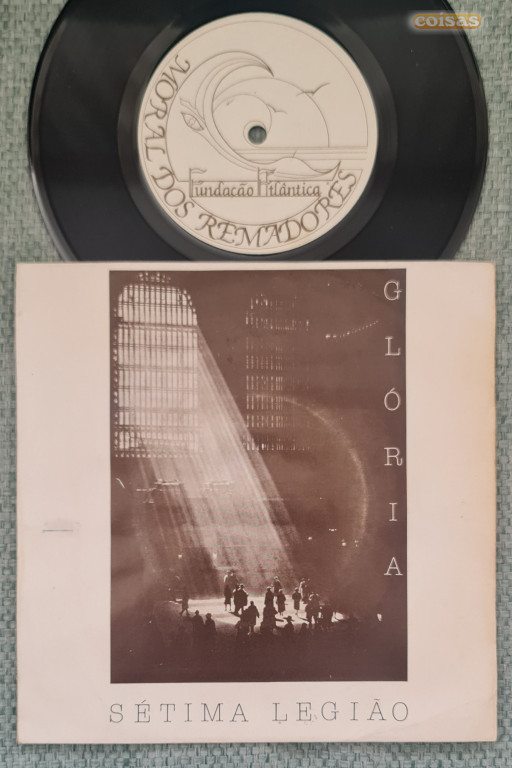 coisas
MORAL DOS REMADORES
Fundação Atlântica
GLÓRIA
SÉTIMA LEGIÃO